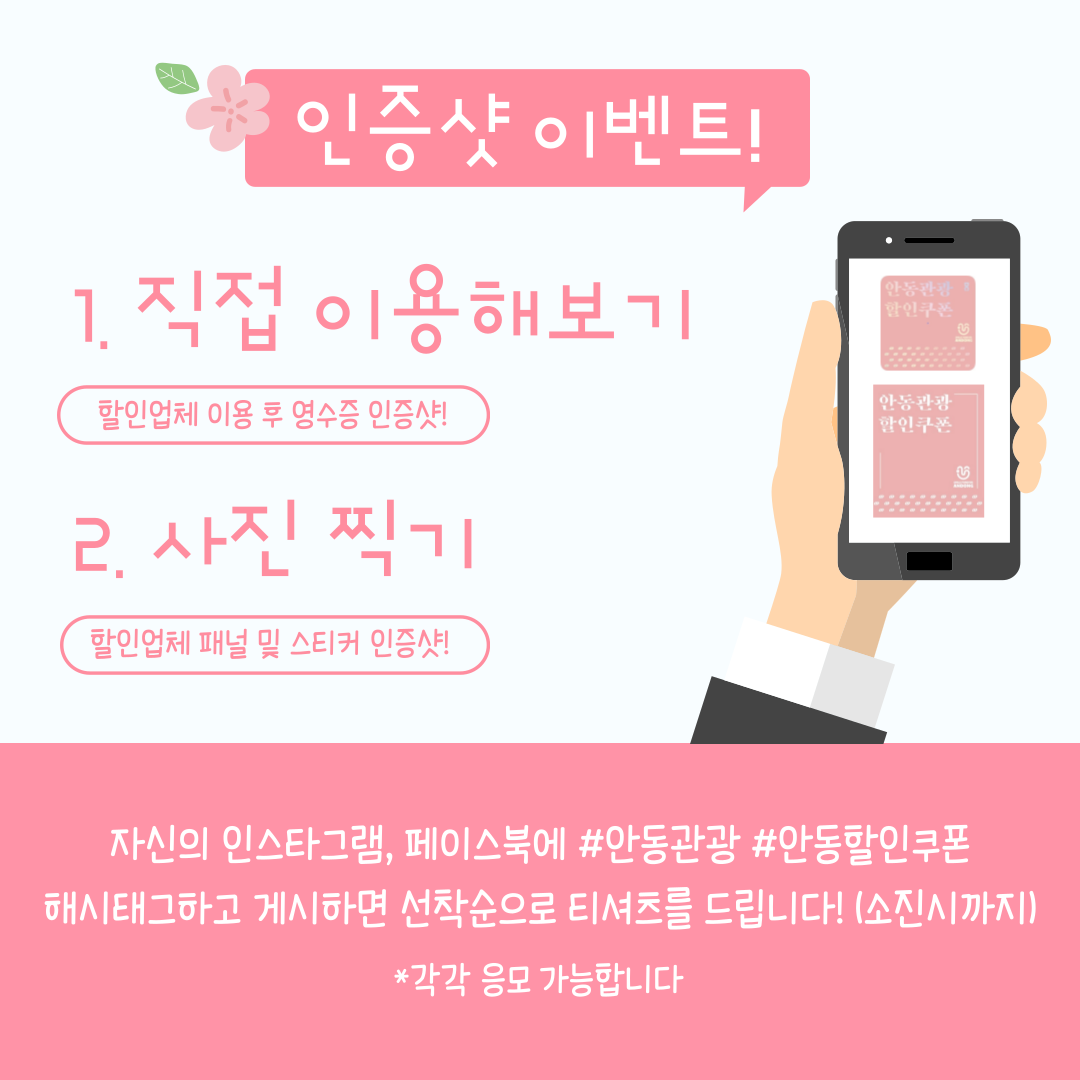 인증샷 이벤트!
1. 직접 이용해보기
할인업체 이용 후 영수증 인증샷!
2. 사진 찍기
할인업체 패널 및 스티커 인증샷!
안동관광
할인쿠폰
안동관광
할인쿠폰
자신의 인스타그램, 페이스북에 #안동관광 #안동할인쿠폰
해시태그하고 게시하면 선착순으로 티셔츠를 드립니다! (소진시까지)
*각각 응모 가능합니다